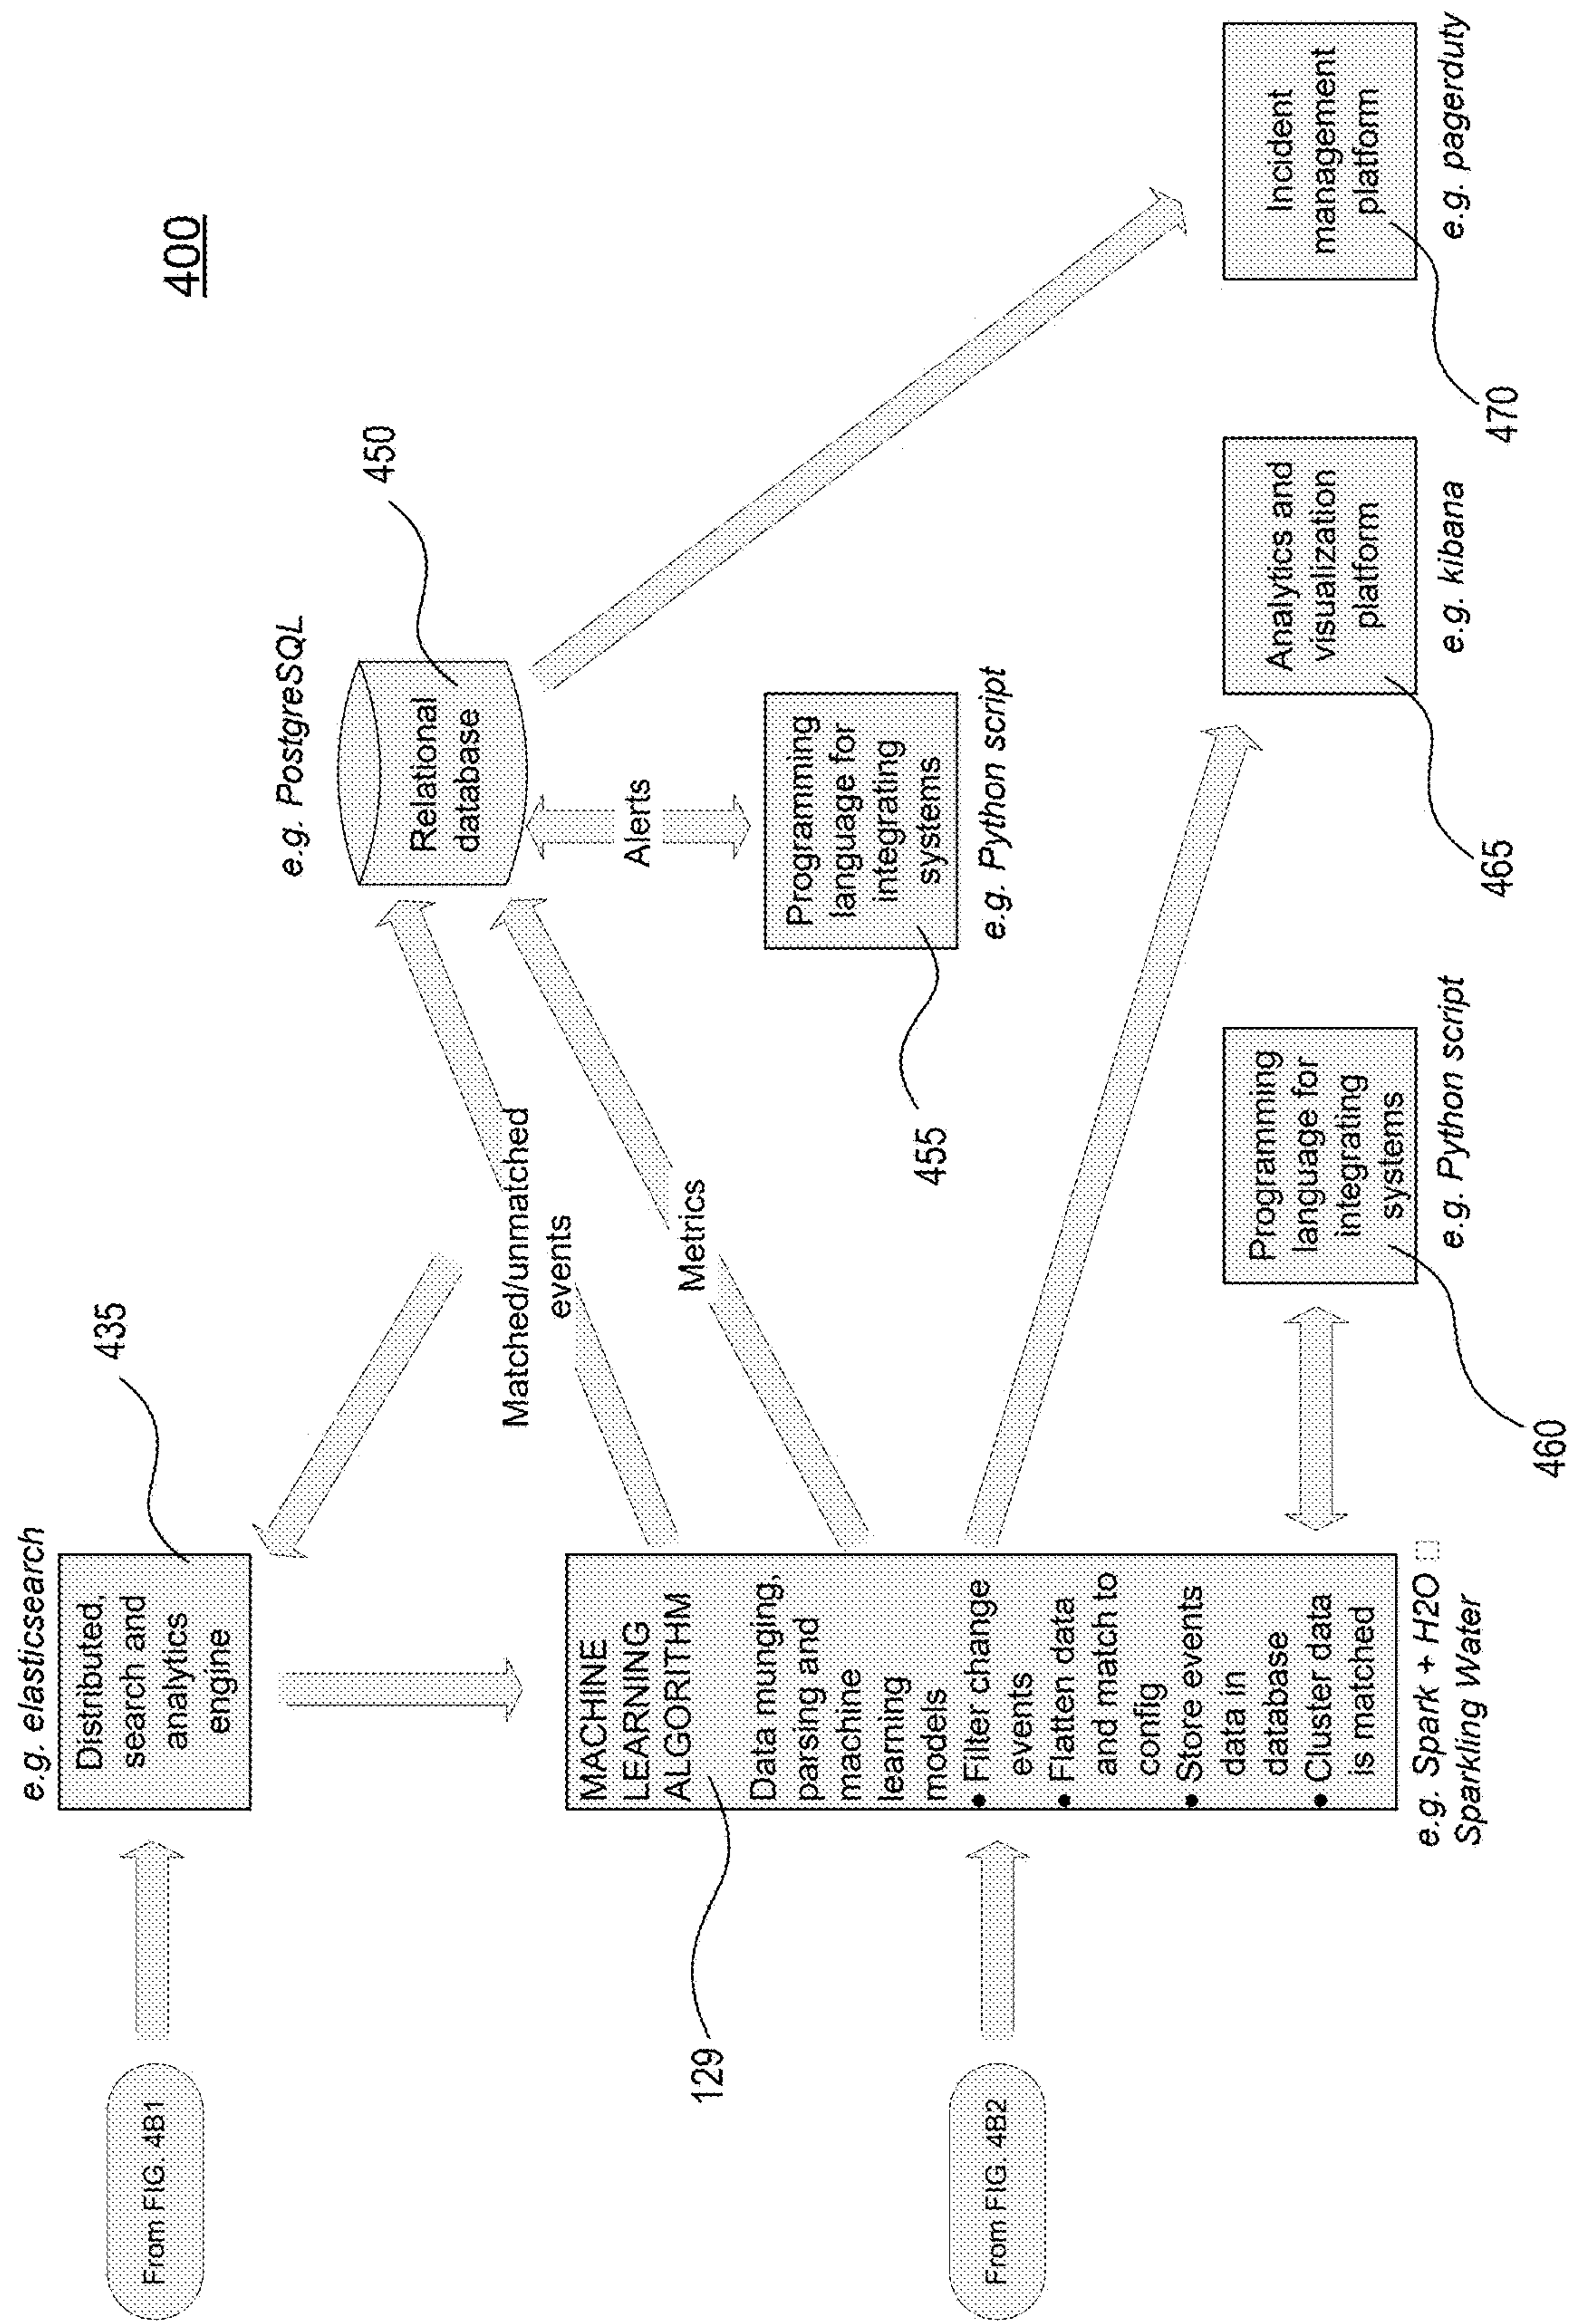 400
e.g. elasticsearch
Distributed,
search and
analytics
engine
435
From FIG. 4B1
e.g. PostgreSQL
Relational
database
450
Matched/unmatched
events
Metrics
Alerts
Programming
language for
integrating
systems
e.g. Python script
455
MACHINE
LEARNING
ALGORITHM
Data munging,
parsing and
machine
learning
models
• Filter change
events
• Flatten data
and match to
config
• Store events
data in
database
• Cluster data
is matched
e.g. Spark + H2O
Sparkling Water
129
From FIG. 4B2
Programming
language for
integrating
systems
e.g. Python script
460
Analytics and
visualization
platform
e.g. kibana
465
Incident
management
platform
e.g. pagerduty
470